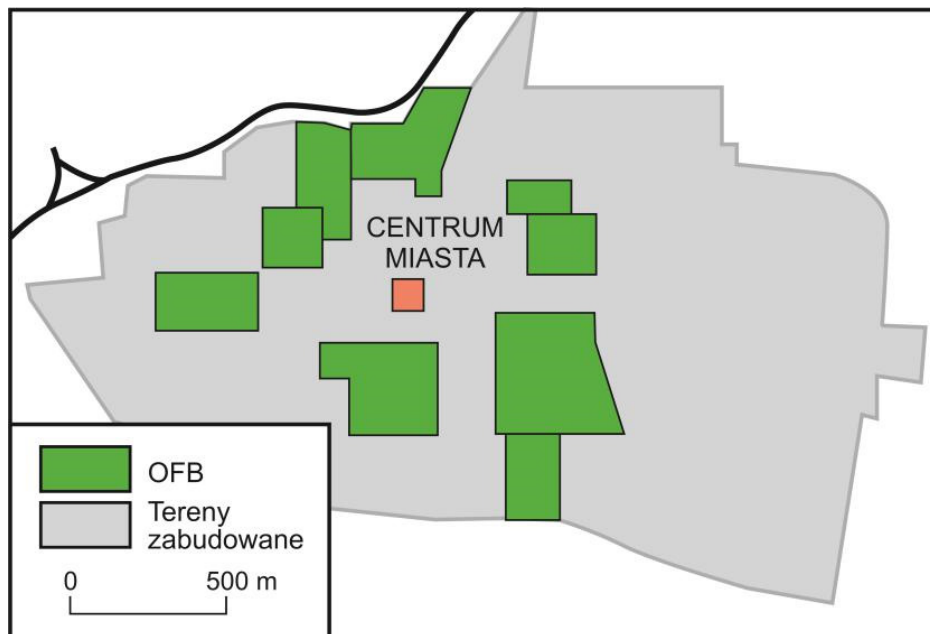 CENTRUM
MIASTA
OFB
Tereny
zabudowane
0 500 m